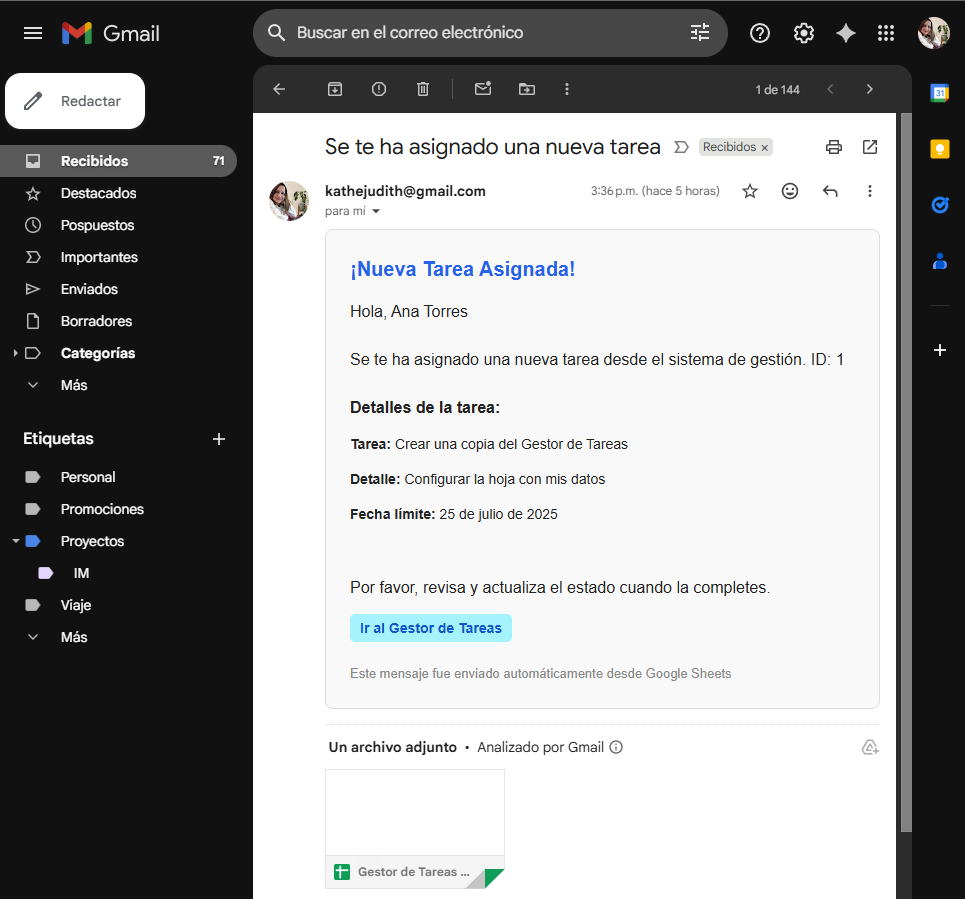 Gmail
Buscar en el correo electrónico
Redactar
1 de 144
Recibidos 71
Destacados
Pospuestos
Importantes
Enviados
Borradores
Categorías
Más
Etiquetas
Personal
Promociones
Proyectos
IM
Viaje
Más
Se te ha asignado una nueva tarea Recibidos ×
kathejudith@gmail.com 3:36 p.m. (hace 5 horas)
para mí
¡Nueva Tarea Asignada!
Hola, Ana Torres
Se te ha asignado una nueva tarea desde el sistema de gestión. ID: 1
Detalles de la tarea:
Tarea: Crear una copia del Gestor de Tareas
Detalle: Configurar la hoja con mis datos
Fecha límite: 25 de julio de 2025
Por favor, revisa y actualiza el estado cuando la completes.
Ir al Gestor de Tareas
Este mensaje fue enviado automáticamente desde Google Sheets
Un archivo adjunto • Analizado por Gmail
Gestor de Tareas ...
31